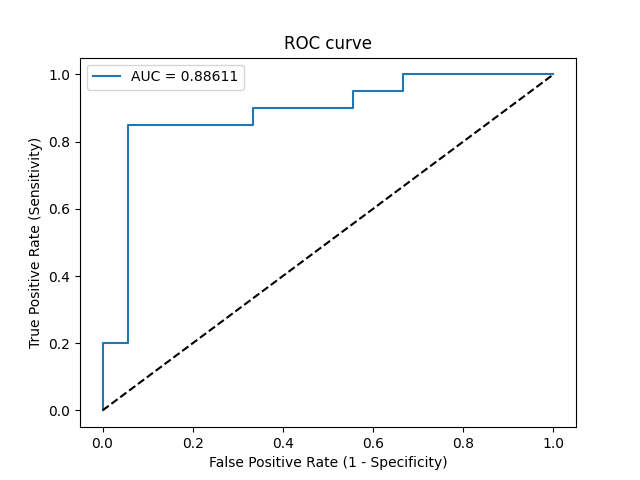 ROC curve
AUC = 0.88611
True Positive Rate (Sensitivity)
1.0
0.8
0.6
0.4
0.2
0.0
0.0 0.2 0.4 0.6 0.8 1.0
False Positive Rate (1 - Specificity)